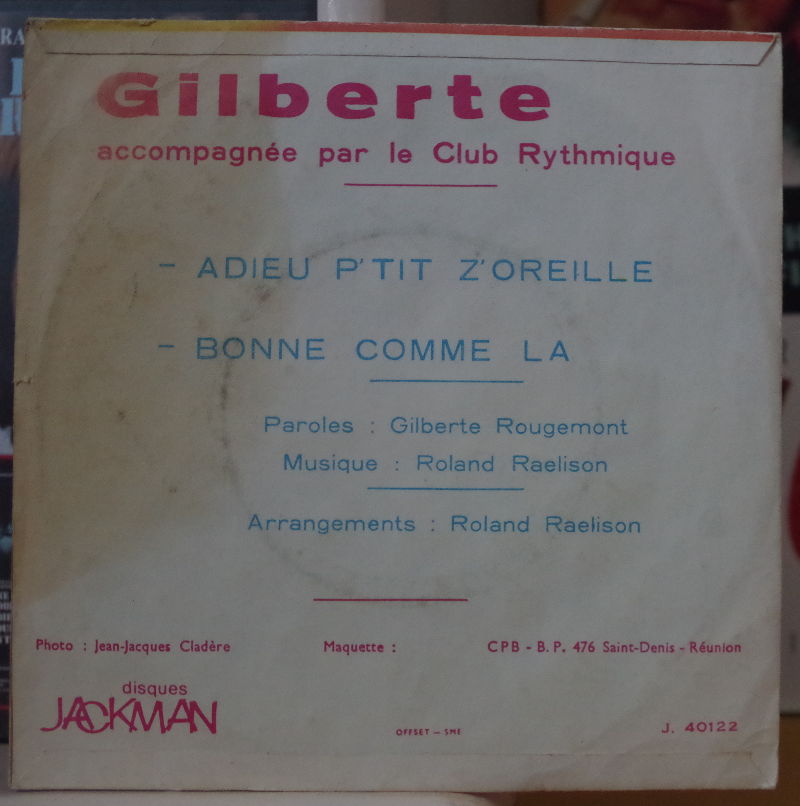 Gilberte
accompagnée par le Club Rythmique
- ADIEU P'TIT Z'OREILLE
- BONNE COMME LA
Paroles : Gilberte Rougemont
Musique : Roland Raelison
Arrangements : Roland Raelison
Photo : Jean-Jacques Cladère Maquette : CPB - B.P. 476 Saint-Denis - Réunion
disques
JACKMAN
OFFSET - SME
J. 40122